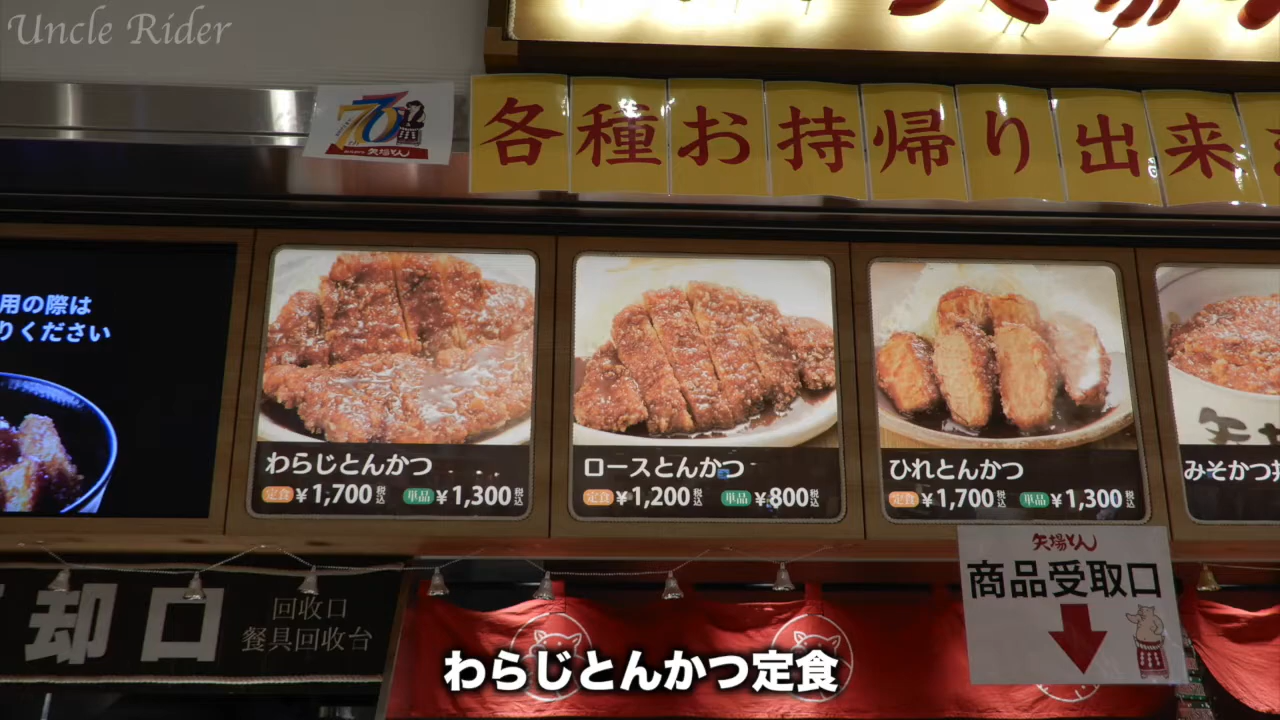 Uncle Rider
各種お持帰り出来
矢場とん
用の際は
りください
わらじとんかつ
定食 ¥1,700 税込 単品 ¥1,300 税込
ロースとんかつ
定食 ¥1,200 税込 単品 ¥800 税込
ひれとんかつ
定食 ¥1,700 税込 単品 ¥1,300 税込
みそかつ
矢場とん
商品受取口
却口
回収口
餐具回収台
わらじとんかつ定食